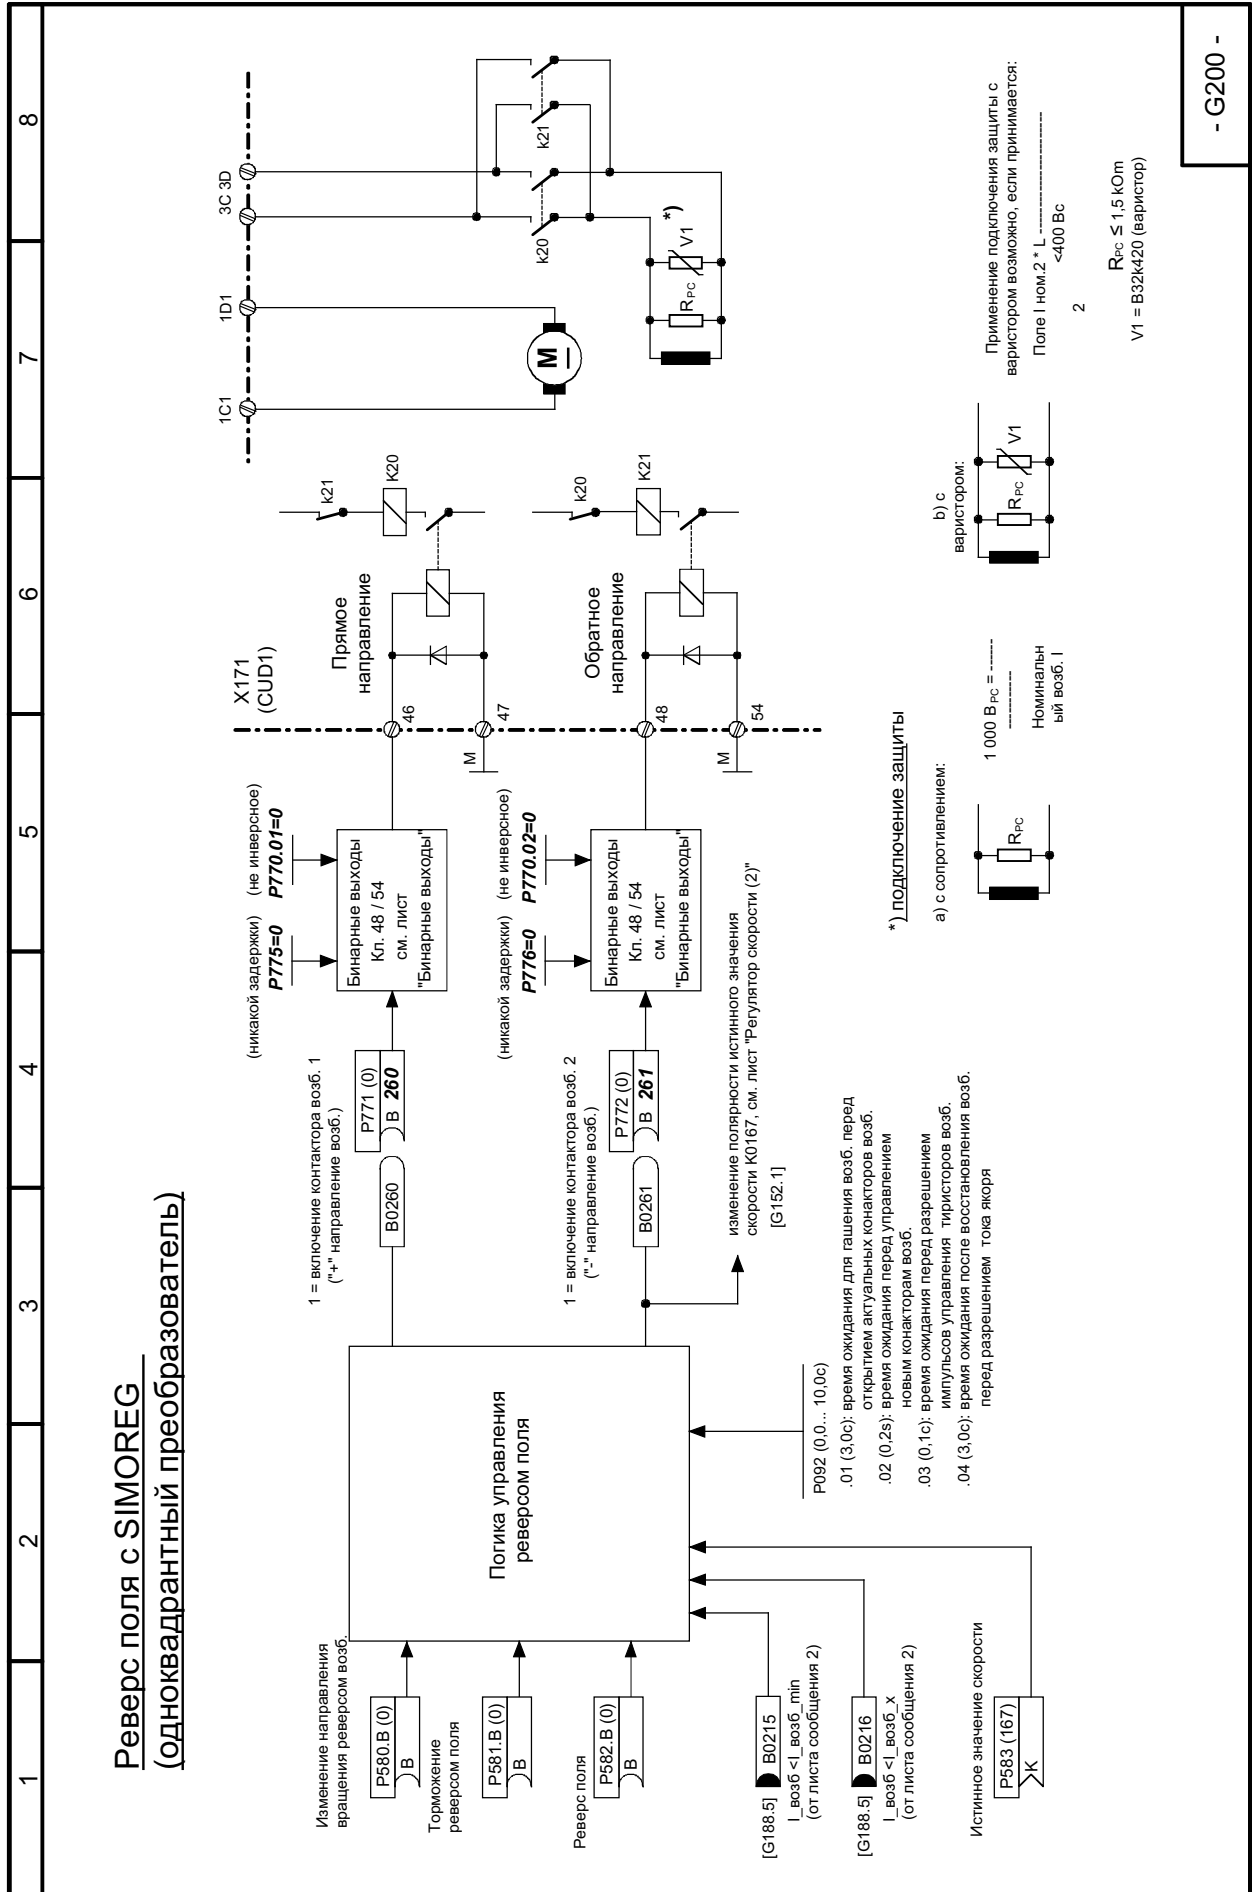 1
2
3
4
5
6
7
8
Реверс поля с SIMOREG
(одноквадрантный преобразователь)
Изменение направления
вращения реверсом возб.
P580.B (0)
B
Торможение
реверсом поля
P581.B (0)
B
Реверс поля
P582.B (0)
B
[G188.5]
B0215
I_возб <I_возб_min
(от листа сообщения 2)
[G188.5]
B0216
I_возб <I_возб_x
(от листа сообщения 2)
Истинное значение скорости
P583 (167)
K
Погика управления
реверсом поля
P092 (0,0... 10,0с)
.01 (3,0с): время ожидания для гашения возб. перед
открытием актуальных конакторов возб.
.02 (0,2s): время ожидания перед управлением
новым конакторам возб.
.03 (0,1с): время ожидания перед разрешением
импульсов управления тиристоров возб.
.04 (3,0с): время ожидания после восстановления возб.
перед разрешением тока якоря
1 = включение контактора возб. 1
("+" направление возб.)
B0260
P771 (0)
B 260
1 = включение контактора возб. 2
("-" направление возб.)
B0261
P772 (0)
B 261
изменение полярности истинного значения
скорости K0167, см. лист "Регулятор скорости (2)"
[G152.1]
(никакой задержки)
P775=0
(не инверсное)
P770.01=0
Бинарные выходы
Кл. 48 / 54
см. лист
"Бинарные выходы"
(никакой задержки)
P776=0
(не инверсное)
P770.02=0
Бинарные выходы
Кл. 48 / 54
см. лист
"Бинарные выходы"
X171
(CUD1)
46
M
47
48
M
54
Прямое
направление
k21
K20
Обратное
направление
k20
K21
1C1
1D1
3C 3D
M
k20
k21
RPC
V1
*)
*) подключение защиты
a) с сопротивлением:
RPC
1 000 В PC = ------
----------
Номинальн
ый возб. I
b) с
варистором:
RPC
V1
Применение подключения защиты с
варистором возможно, если принимается:
Поле I ном.2 * L --------------------
<400 Вс
2
RPC ≤ 1,5 kOm
V1 = B32k420 (варистор)
- G200 -